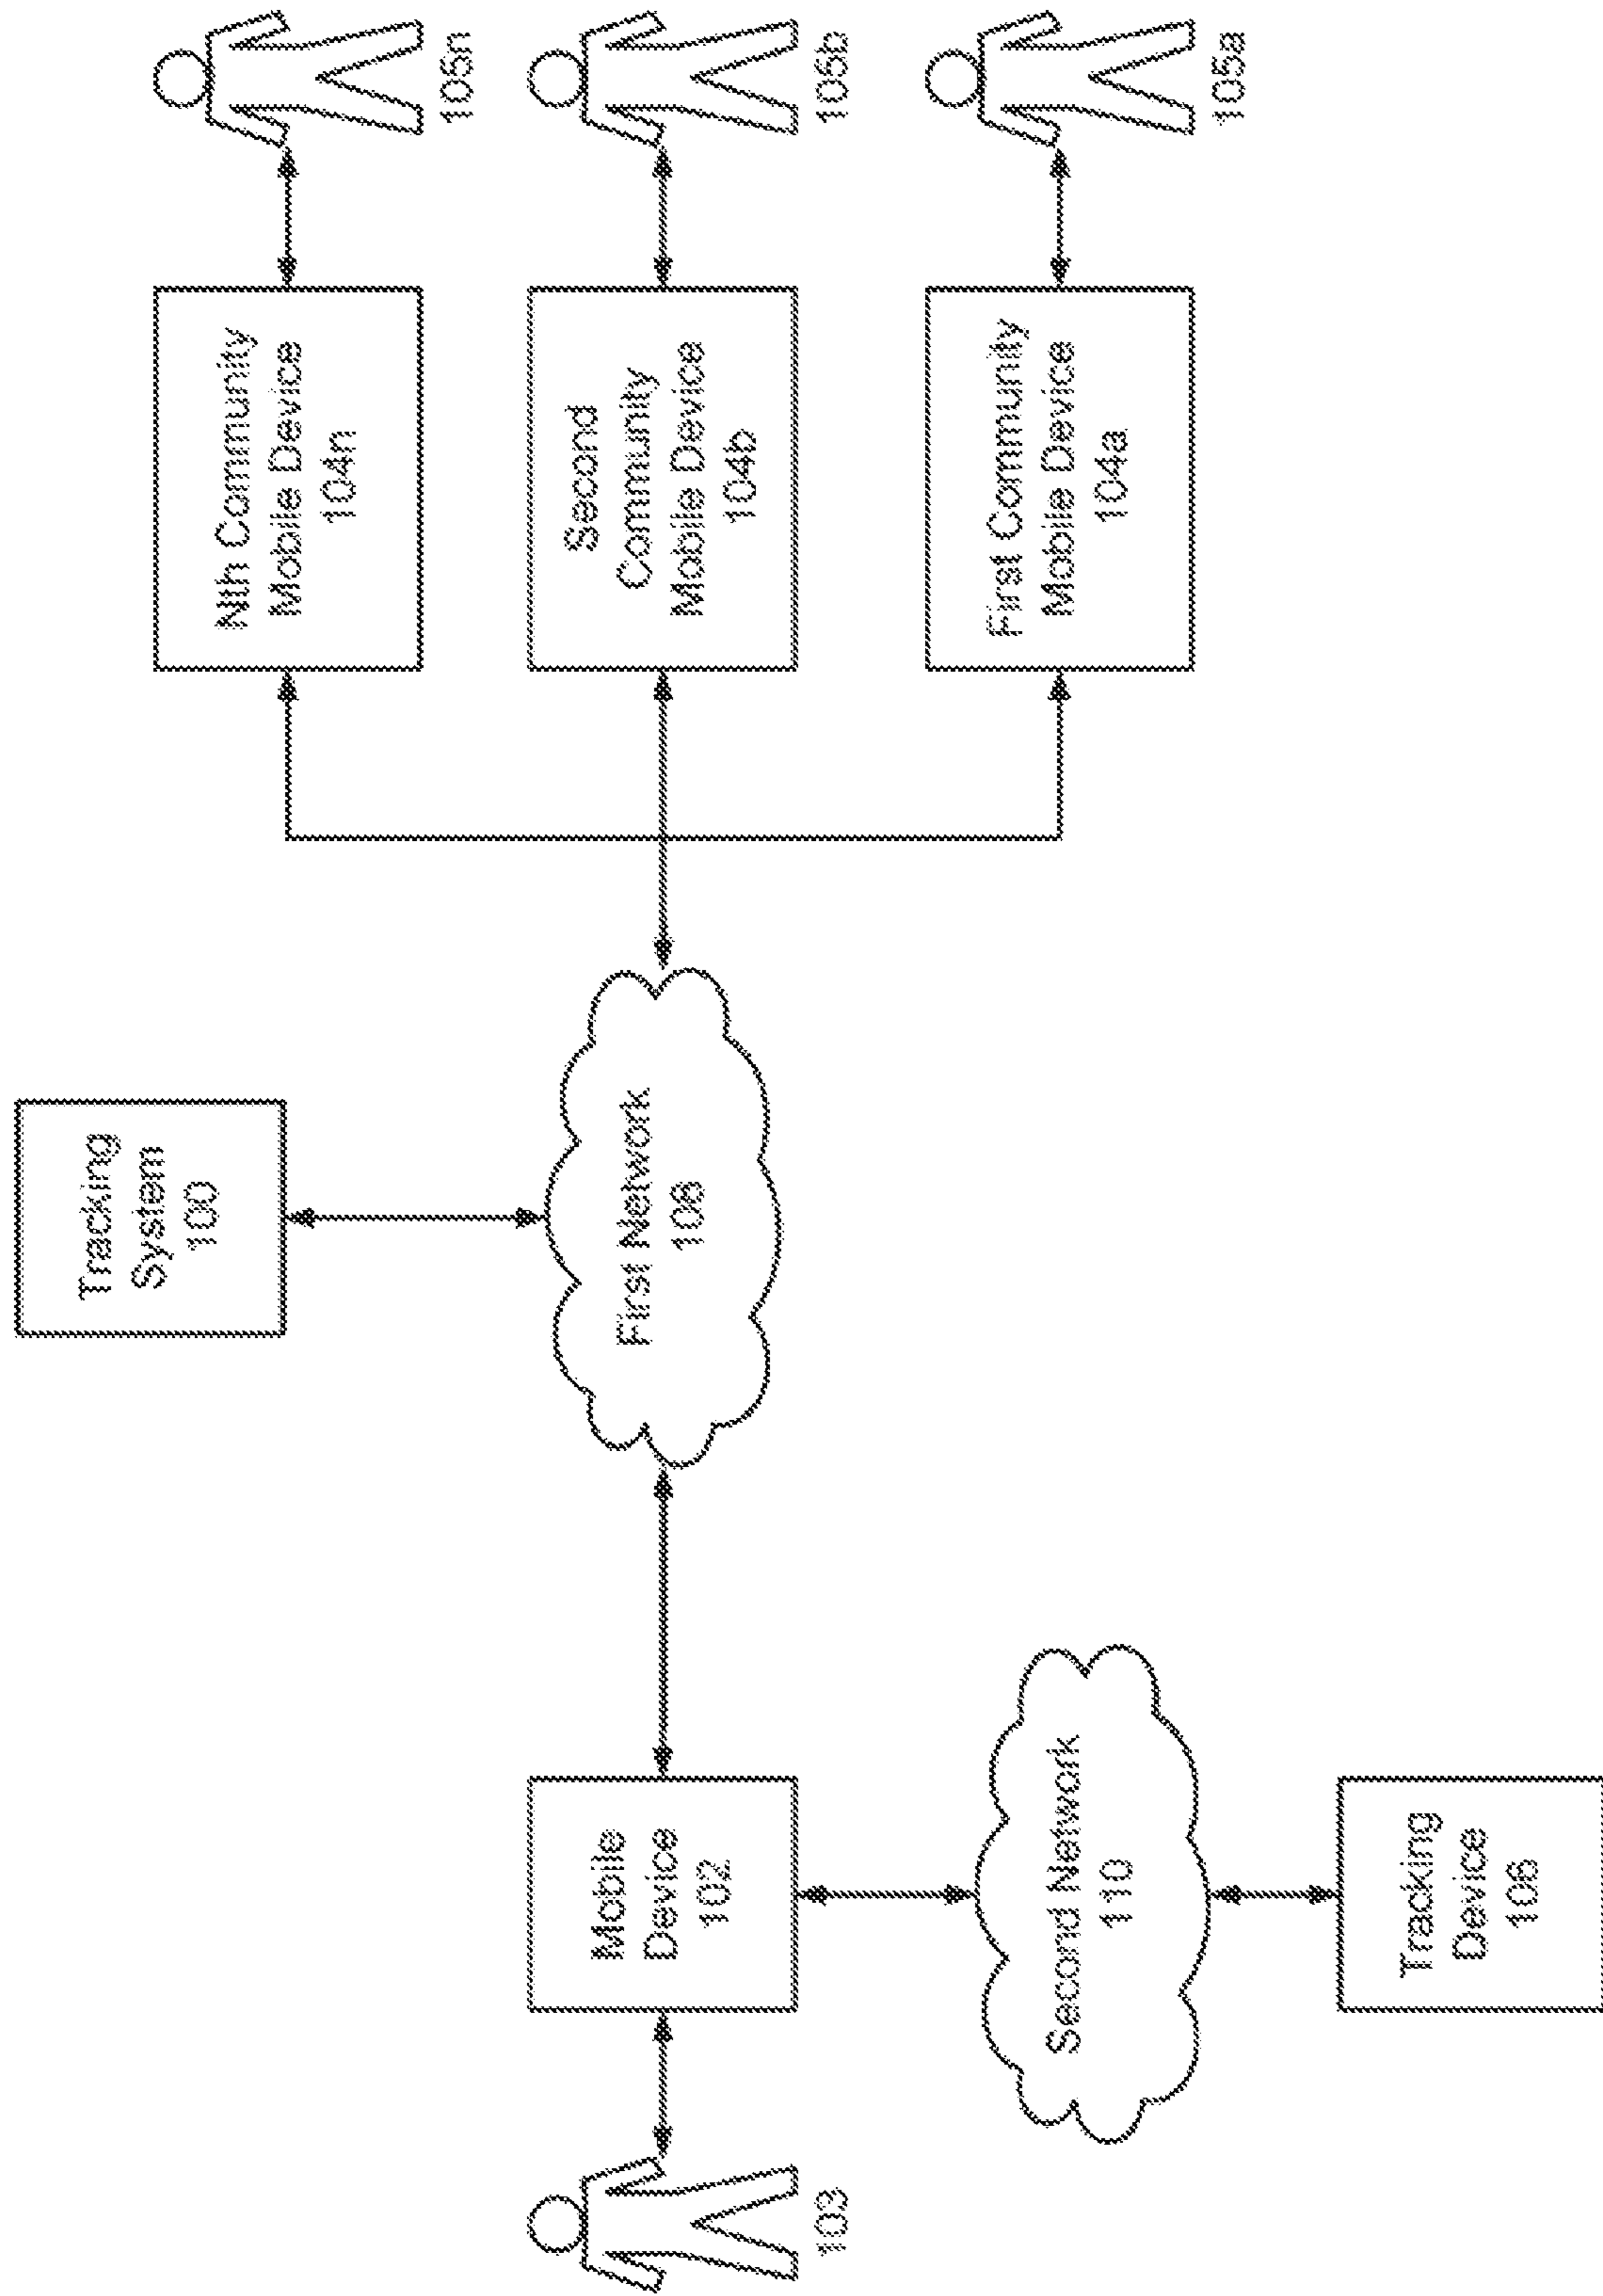 Tracking
System
100
Nth Community
Mobile Device
104n
105n
103
Mobile
Device
102
First Network
108
Second
Community
Mobile Device
104b
105b
Second Network
110
First Community
Mobile Device
104a
105a
Tracking
Device
106